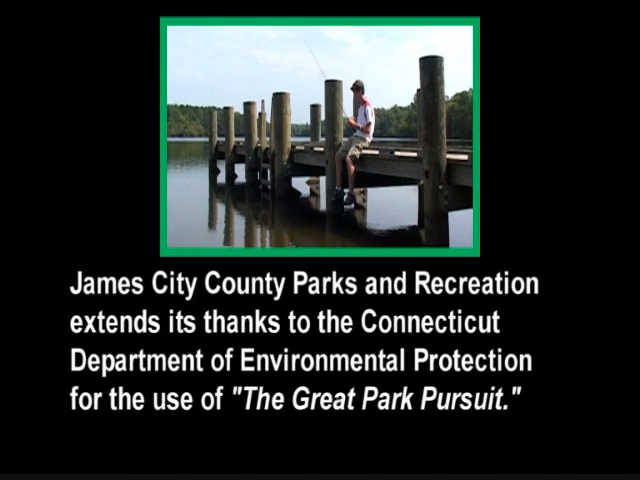 James City County Parks and Recreation
extends its thanks to the Connecticut
Department of Environmental Protection
for the use of "The Great Park Pursuit."